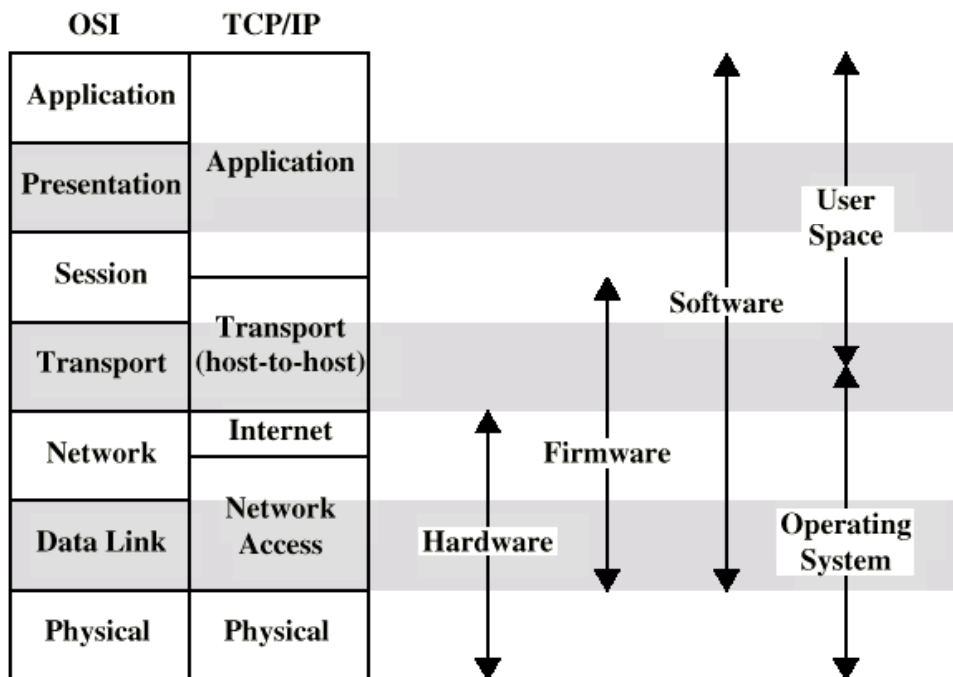 OSI
TCP/IP
Application
Presentation
Session
Transport
Network
Data Link
Physical
Application
Transport
(host-to-host)
Internet
Network
Access
Physical
Hardware
Firmware
Software
User
Space
Operating
System